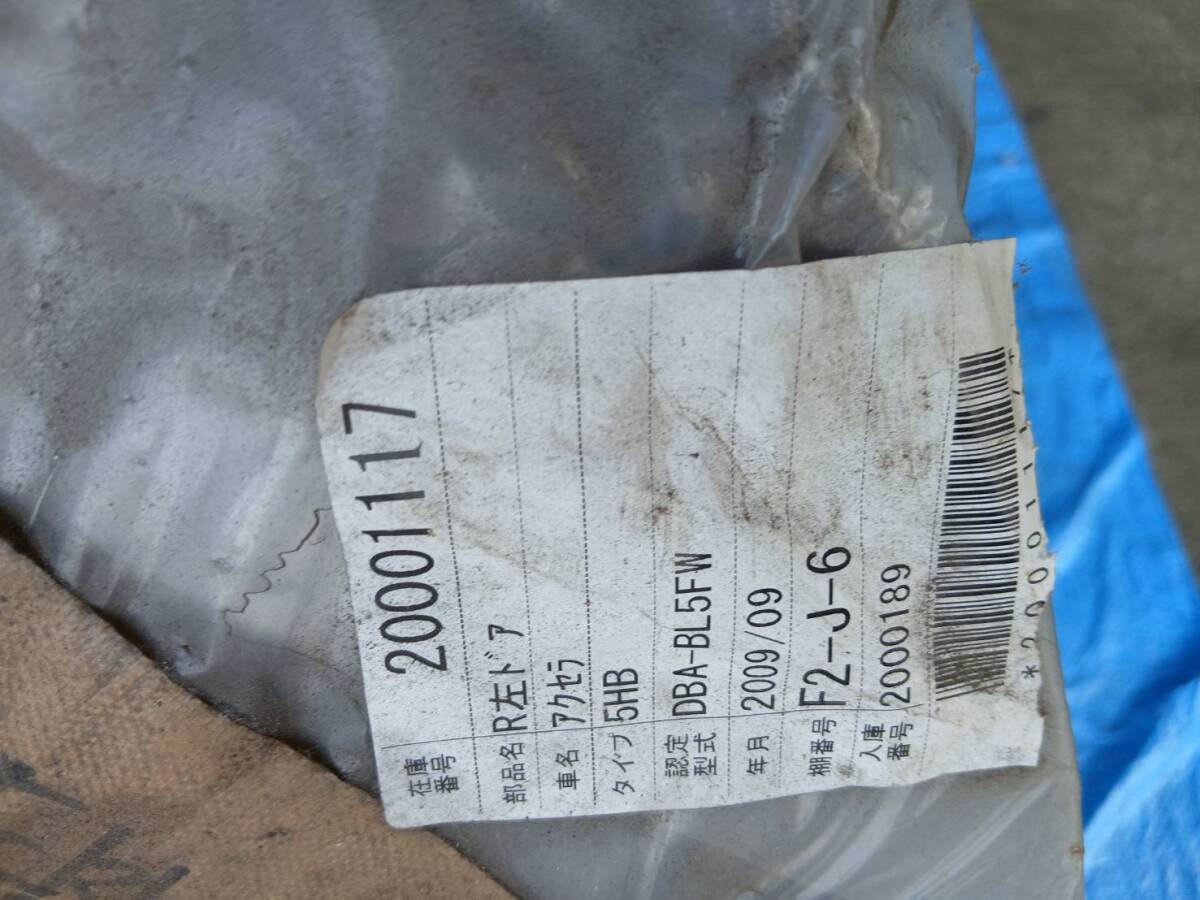 在庫番号 20001117
部品名 R左ドア
車名 アクセラ
タイプ 5HB
認定型式 DBA-BL5FW
年月 2009/09
棚番号 F2-J-6
入庫番号 20000189